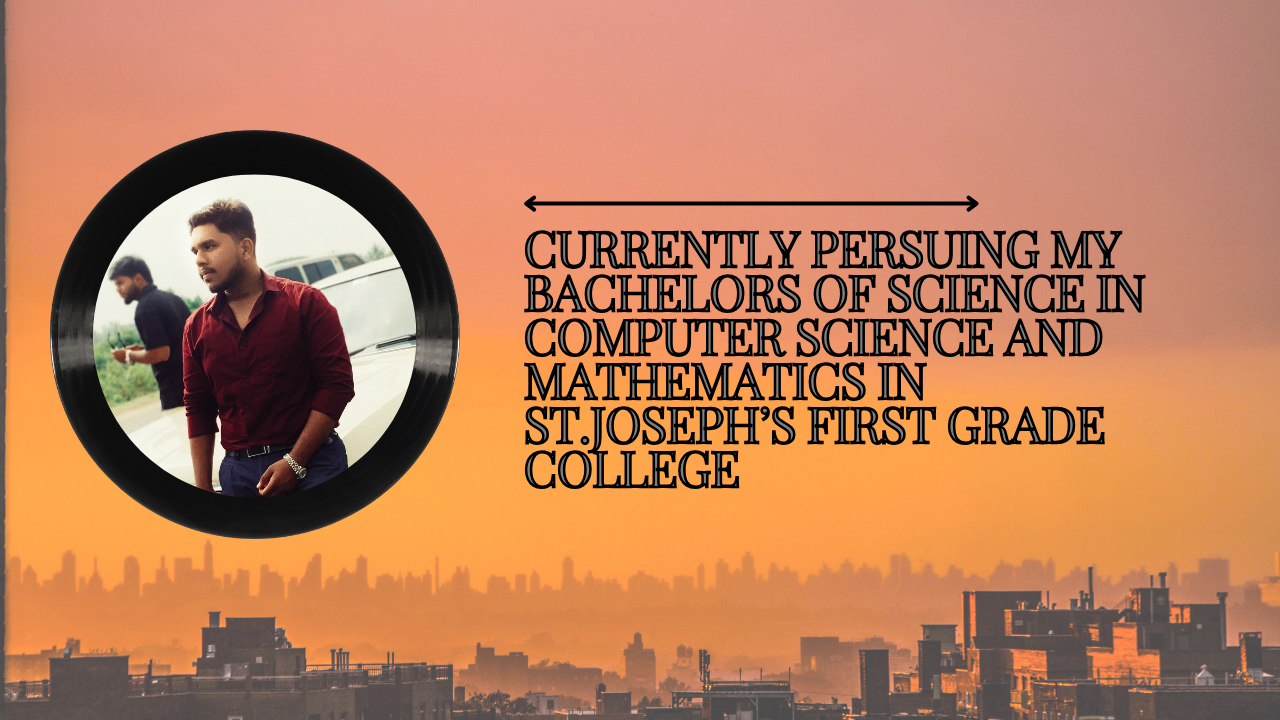 CURRENTLY PERSUING MY
BACHELORS OF SCIENCE IN
COMPUTER SCIENCE AND
MATHEMATICS IN
ST.JOSEPH’S FIRST GRADE
COLLEGE